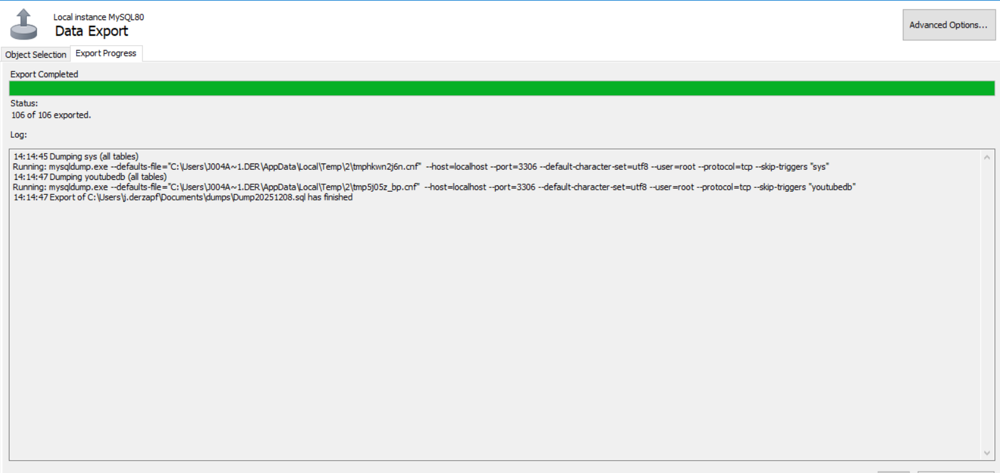 Local instance MySQL80
Data Export
Advanced Options...
Object Selection
Export Progress
Export Completed
Status:
106 of 106 exported.
Log:
14:14:45 Dumping sys (all tables)
Running: mysqldump.exe --defaults-file="C:\Users\J004A~1.DER\AppData\Local\Temp\2\tmphkwn2j6n.cnf"  --host=localhost --port=3306 --default-character-set=utf8 --user=root --protocol=tcp --skip-triggers "sys"
14:14:47 Dumping youtubedb (all tables)
Running: mysqldump.exe --defaults-file="C:\Users\J004A~1.DER\AppData\Local\Temp\2\tmp5j05z_bp.cnf"  --host=localhost --port=3306 --default-character-set=utf8 --user=root --protocol=tcp --skip-triggers "youtubedb"
14:14:47 Export of C:\Users\j.derzapf\Documents\dumps\Dump20251208.sql has finished